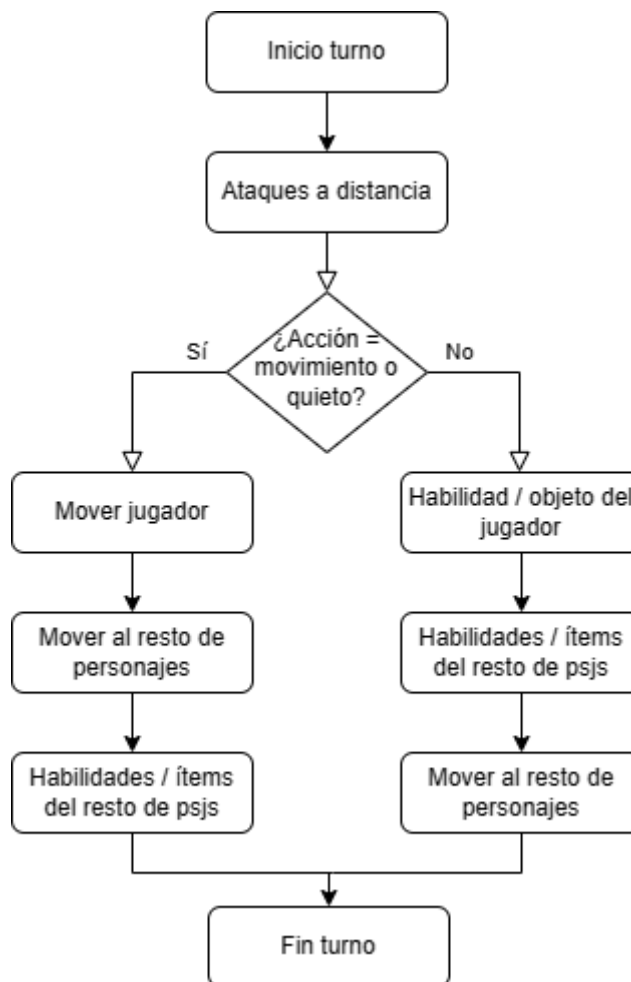 Inicio turno
Ataques a distancia
¿Acción =
movimiento o
quieto?
Sí
No
Mover jugador
Habilidad / objeto del
jugador
Mover al resto de
personajes
Habilidades / ítems
del resto de psjs
Habilidades / ítems
del resto de psjs
Mover al resto de
personajes
Fin turno